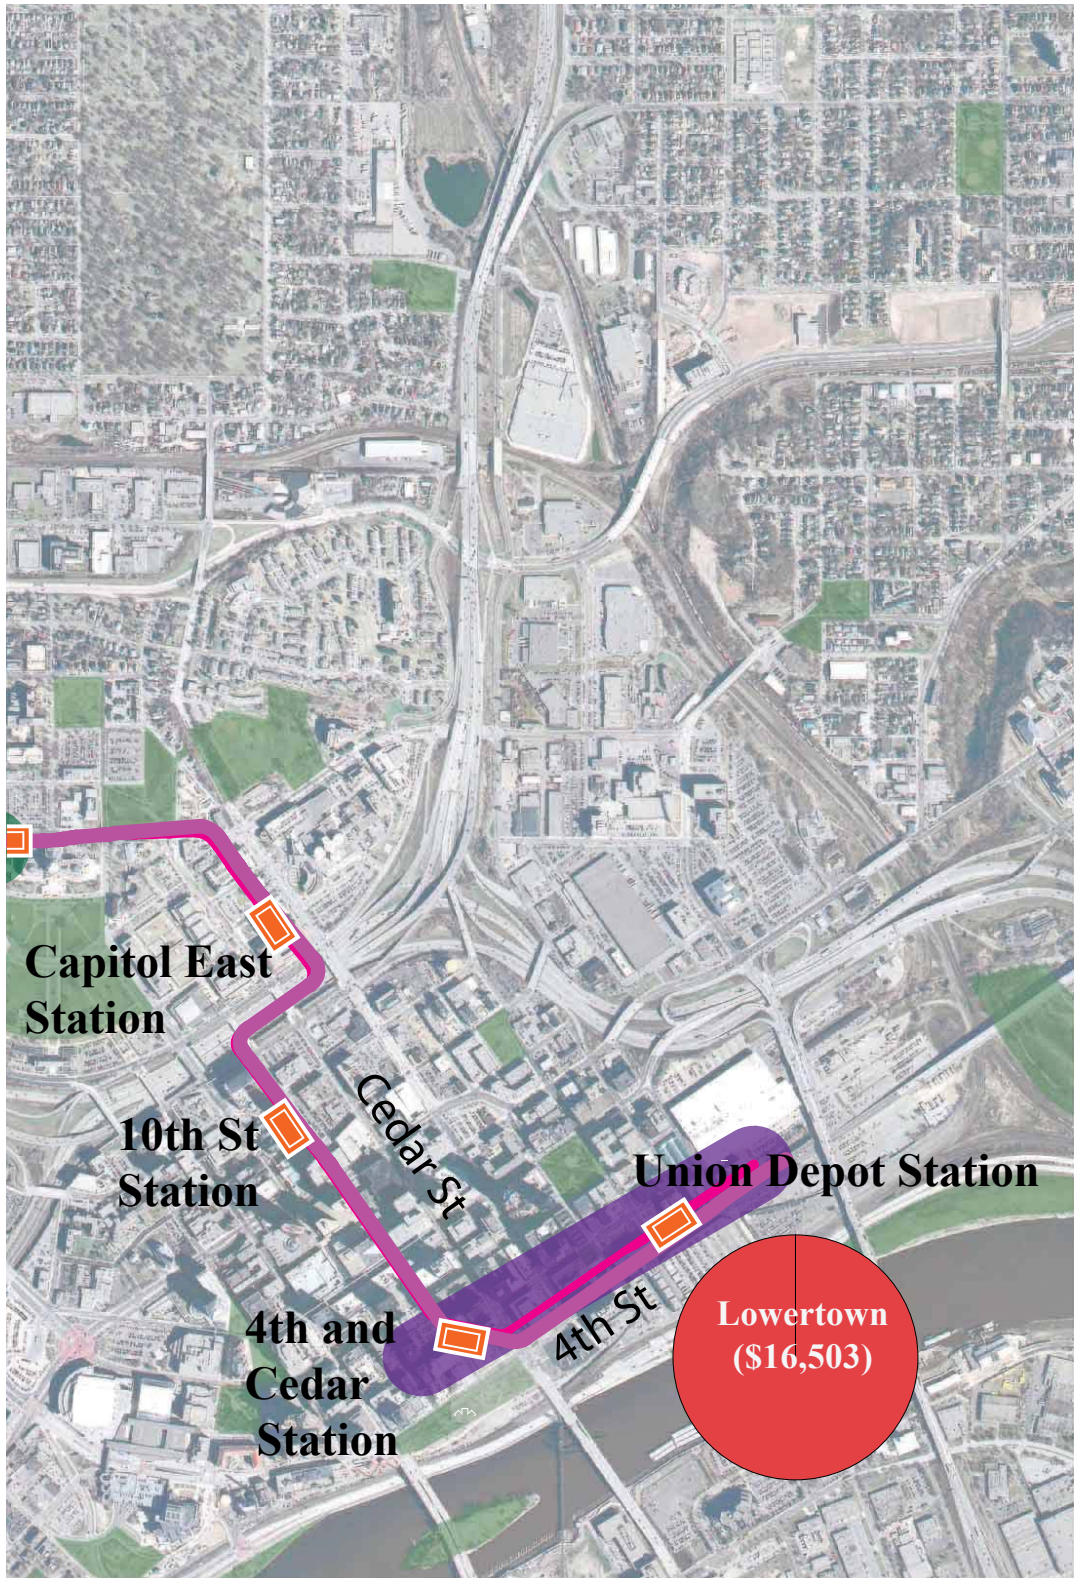 Capitol East
Station
10th St
Station
Cedar St
Union Depot Station
4th and
Cedar
Station
4th St
Lowertown
($16,503)